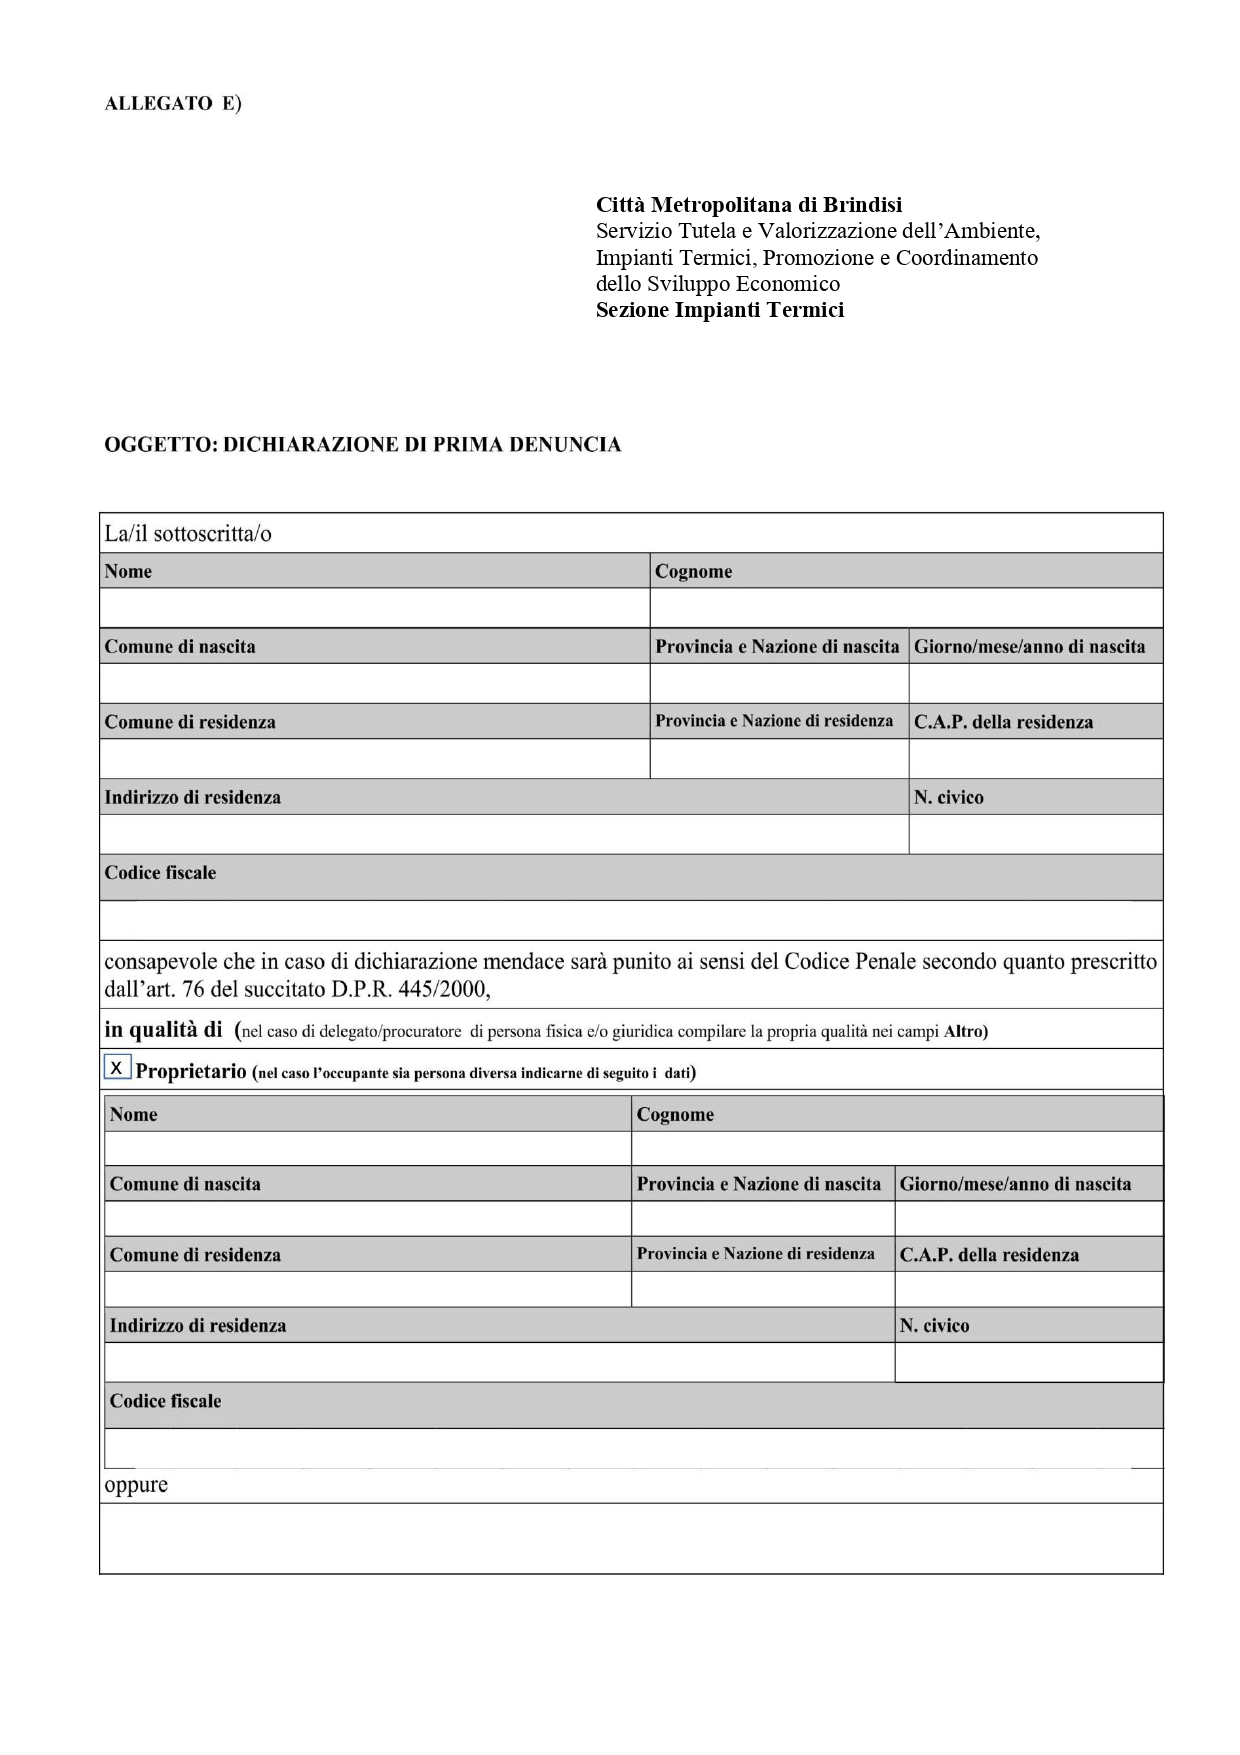 ALLEGATO E)
Città Metropolitana di Brindisi
Servizio Tutela e Valorizzazione dell'Ambiente,
Impianti Termici, Promozione e Coordinamento
dello Sviluppo Economico
Sezione Impianti Termici
OGGETTO: DICHIARAZIONE DI PRIMA DENUNCIA
La/il sottoscritta/o
Nome Cognome
Comune di nascita Provincia e Nazione di nascita Giorno/mese/anno di nascita
Comune di residenza Provincia e Nazione di residenza C.A.P. della residenza
Indirizzo di residenza N. civico
Codice fiscale
consapevole che in caso di dichiarazione mendace sarà punito ai sensi del Codice Penale secondo quanto prescritto
dall'art. 76 del succitato D.P.R. 445/2000,
in qualità di (nel caso di delegato/procuratore di persona fisica e/o giuridica compilare la propria qualità nei campi Altro)
X Proprietario (nel caso l'occupante sia persona diversa indicarne di seguito i dati)
Nome Cognome
Comune di nascita Provincia e Nazione di nascita Giorno/mese/anno di nascita
Comune di residenza Provincia e Nazione di residenza C.A.P. della residenza
Indirizzo di residenza N. civico
Codice fiscale
oppure